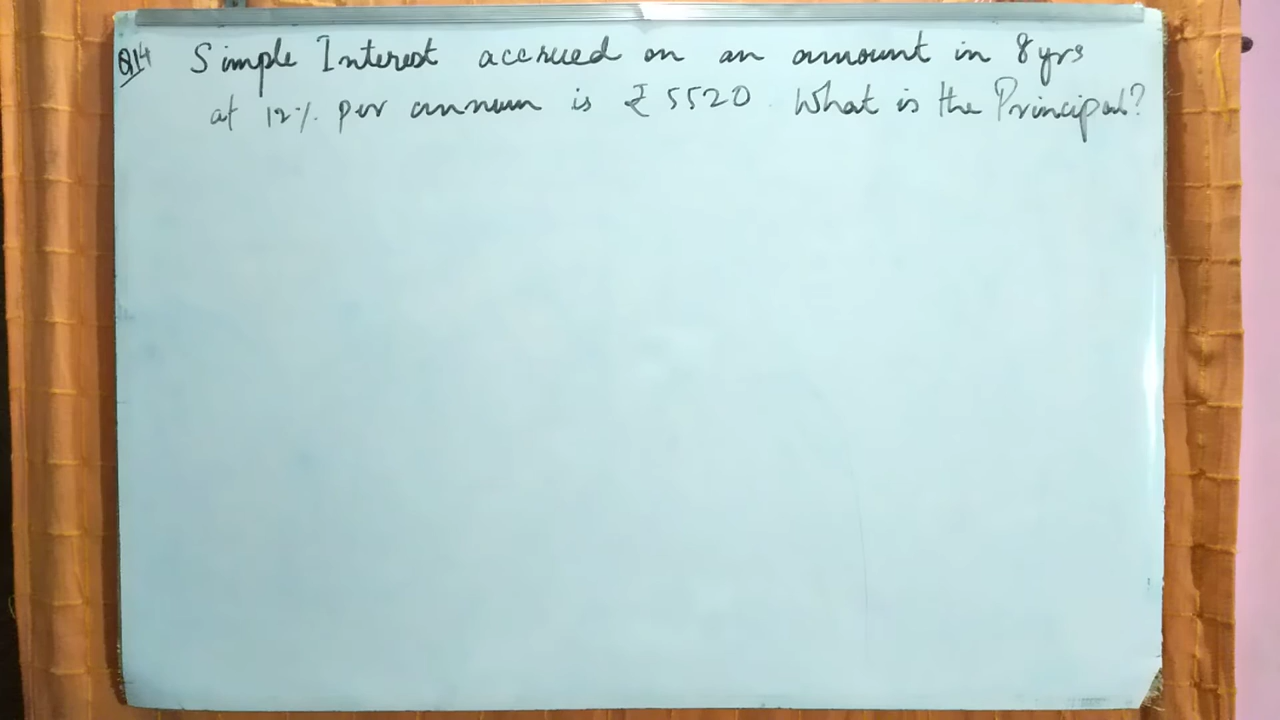 Q14 Simple Interest accrued on an amount in 8 yrs
at 12% per annum is ₹ 5520. What is the Principal?